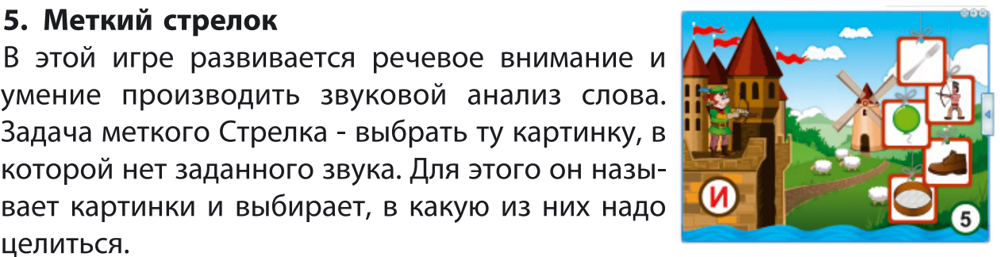 5. Меткий стрелок
В этой игре развивается речевое внимание и
умение производить звуковой анализ слова.
Задача меткого Стрелка - выбрать ту картинку, в
которой нет заданного звука. Для этого он назы-
вает картинки и выбирает, в какую из них надо
целиться.
И
5